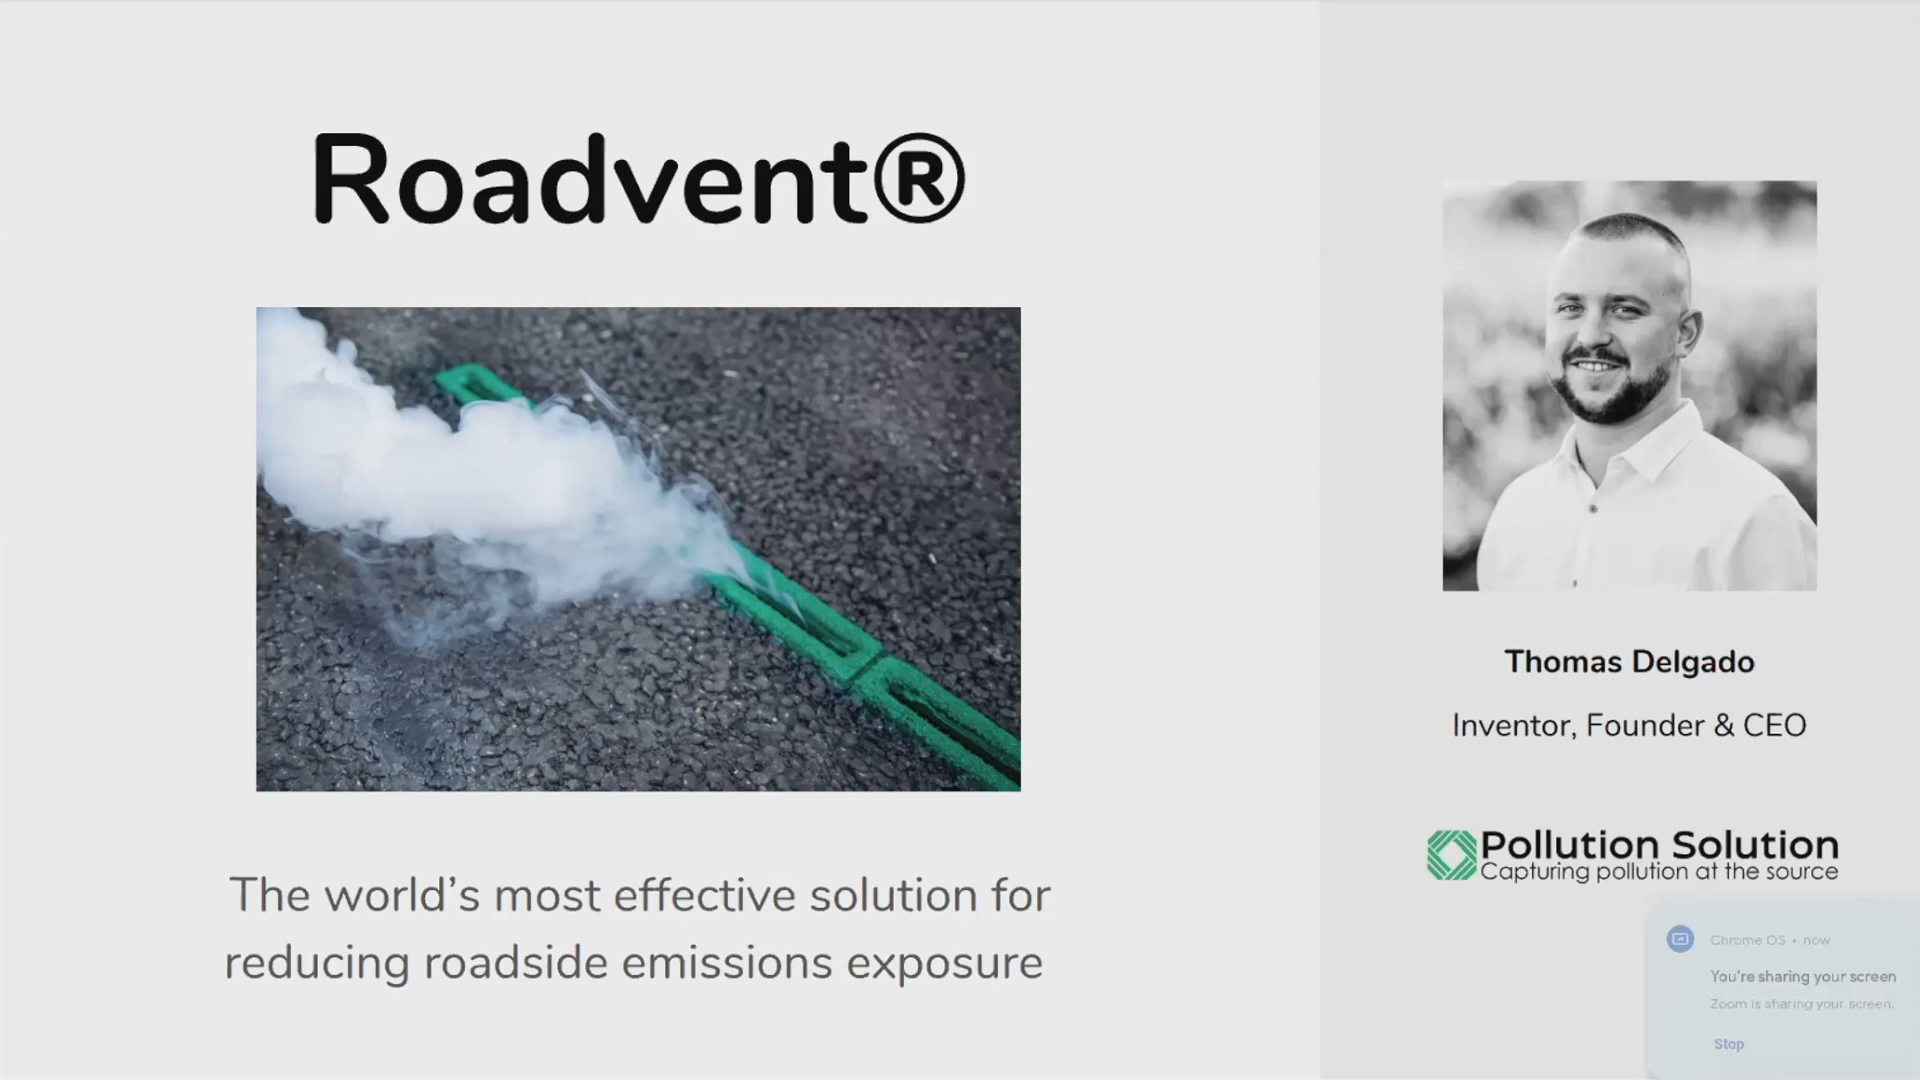 Roadvent®
The world’s most effective solution for
reducing roadside emissions exposure
Thomas Delgado
Inventor, Founder & CEO
Pollution Solution
Capturing pollution at the source
Chrome OS • now
You're sharing your screen
Zoom is sharing your screen.
Stop